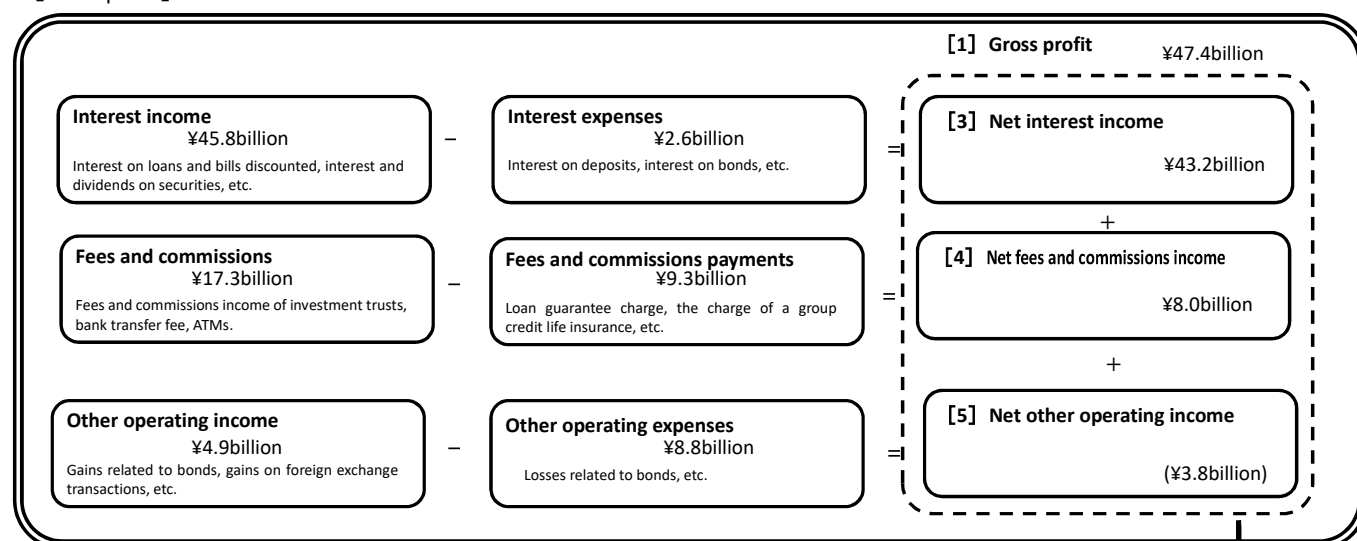 [1] Gross profit ¥47.4billion
Interest income
¥45.8billion
Interest on loans and bills discounted, interest and
dividends on securities, etc.
−
Interest expenses
¥2.6billion
Interest on deposits, interest on bonds, etc.
=
[3] Net interest income
¥43.2billion
+
Fees and commissions
¥17.3billion
Fees and commissions income of investment trusts,
bank transfer fee, ATMs.
−
Fees and commissions payments
¥9.3billion
Loan guarantee charge, the charge of a group
credit life insurance, etc.
=
[4] Net fees and commissions income
¥8.0billion
+
Other operating income
¥4.9billion
Gains related to bonds, gains on foreign exchange
transactions, etc.
−
Other operating expenses
¥8.8billion
Losses related to bonds, etc.
=
[5] Net other operating income
(¥3.8billion)